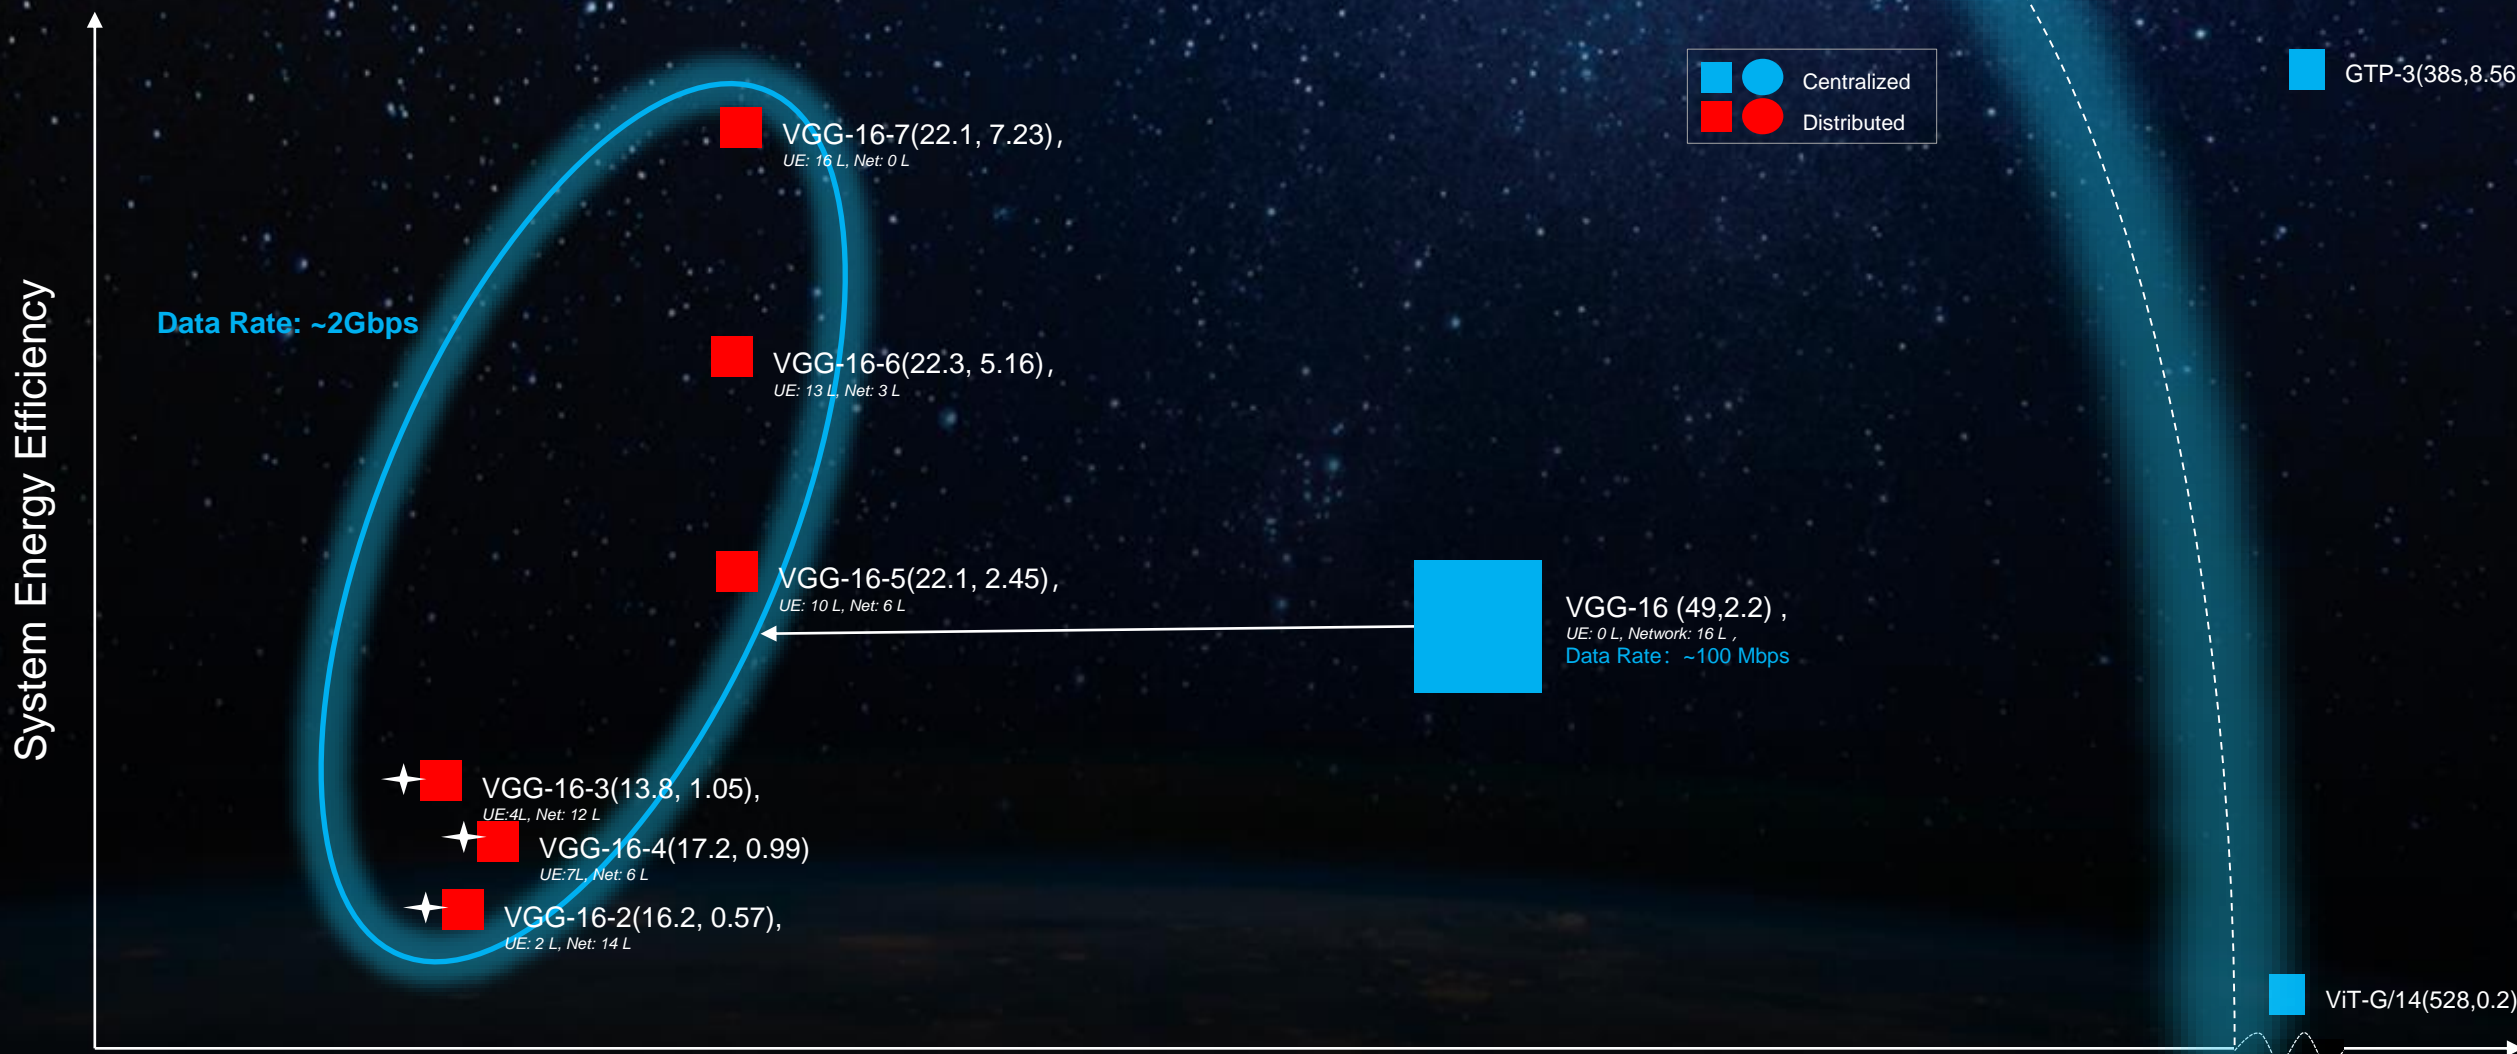 System Energy Efficiency
Data Rate: ~2Gbps
Centralized
Distributed
GTP-3(38s,8.56
VGG-16-7(22.1, 7.23),
UE: 16 L, Net: 0 L
VGG-16-6(22.3, 5.16),
UE: 13 L, Net: 3 L
VGG-16-5(22.1, 2.45),
UE: 10 L, Net: 6 L
VGG-16 (49,2.2) ,
UE: 0 L, Network: 16 L ,
Data Rate: ~100 Mbps
VGG-16-3(13.8, 1.05),
UE:4L, Net: 12 L
VGG-16-4(17.2, 0.99)
UE:7L, Net: 6 L
VGG-16-2(16.2, 0.57),
UE: 2 L, Net: 14 L
ViT-G/14(528,0.2)